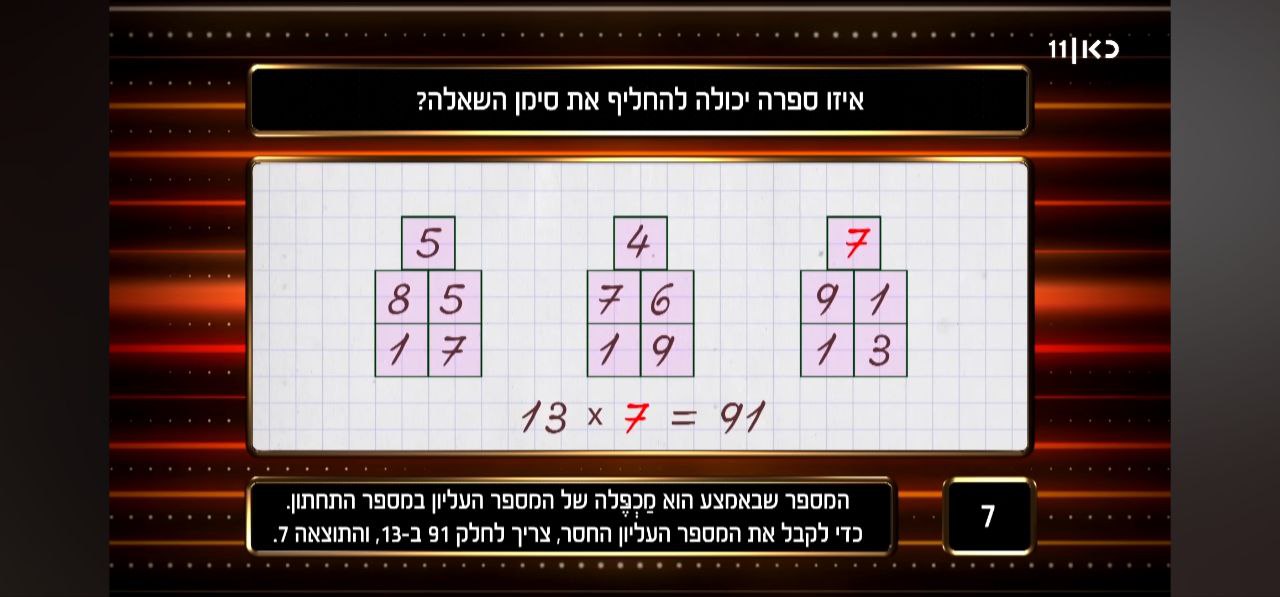 כאן|11
איזו ספרה יכולה להחליף את סימן השאלה?
5 4 7
8 5 7 6 9 1
1 7 1 9 1 3
13 x 7 = 91
המספר שבאמצע הוא מַכְפֶּלה של המספר העליון במספר התחתון.
כדי לקבל את המספר העליון החסר, צריך לחלק 91 ב-13, והתוצאה 7.
7